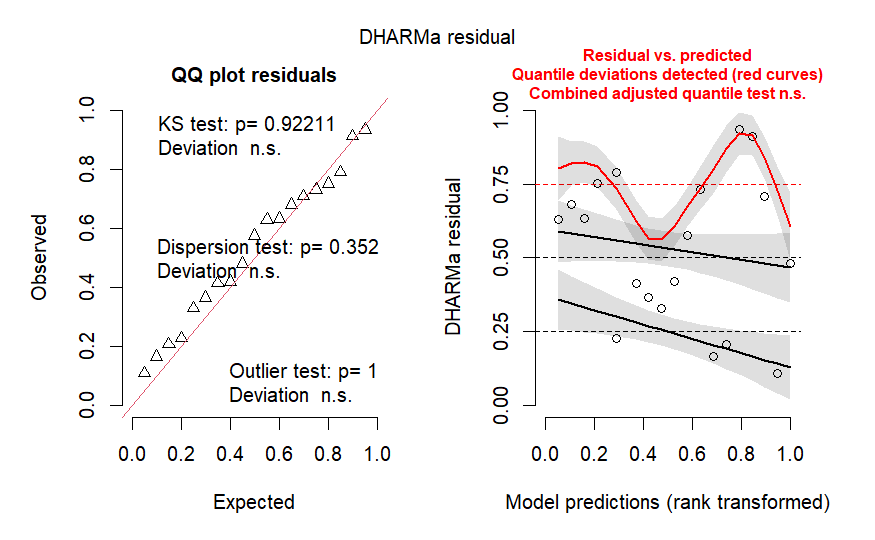 DHARMa residual
QQ plot residuals
KS test: p= 0.92211
Deviation n.s.
Dispersion test: p= 0.352
Deviation n.s.
Outlier test: p= 1
Deviation n.s.
Observed
0.0 0.2 0.4 0.6 0.8 1.0
0.0 0.2 0.4 0.6 0.8 1.0
Expected
Residual vs. predicted
Quantile deviations detected (red curves)
Combined adjusted quantile test n.s.
DHARMa residual
0.00 0.25 0.50 0.75 1.00
0.0 0.2 0.4 0.6 0.8 1.0
Model predictions (rank transformed)